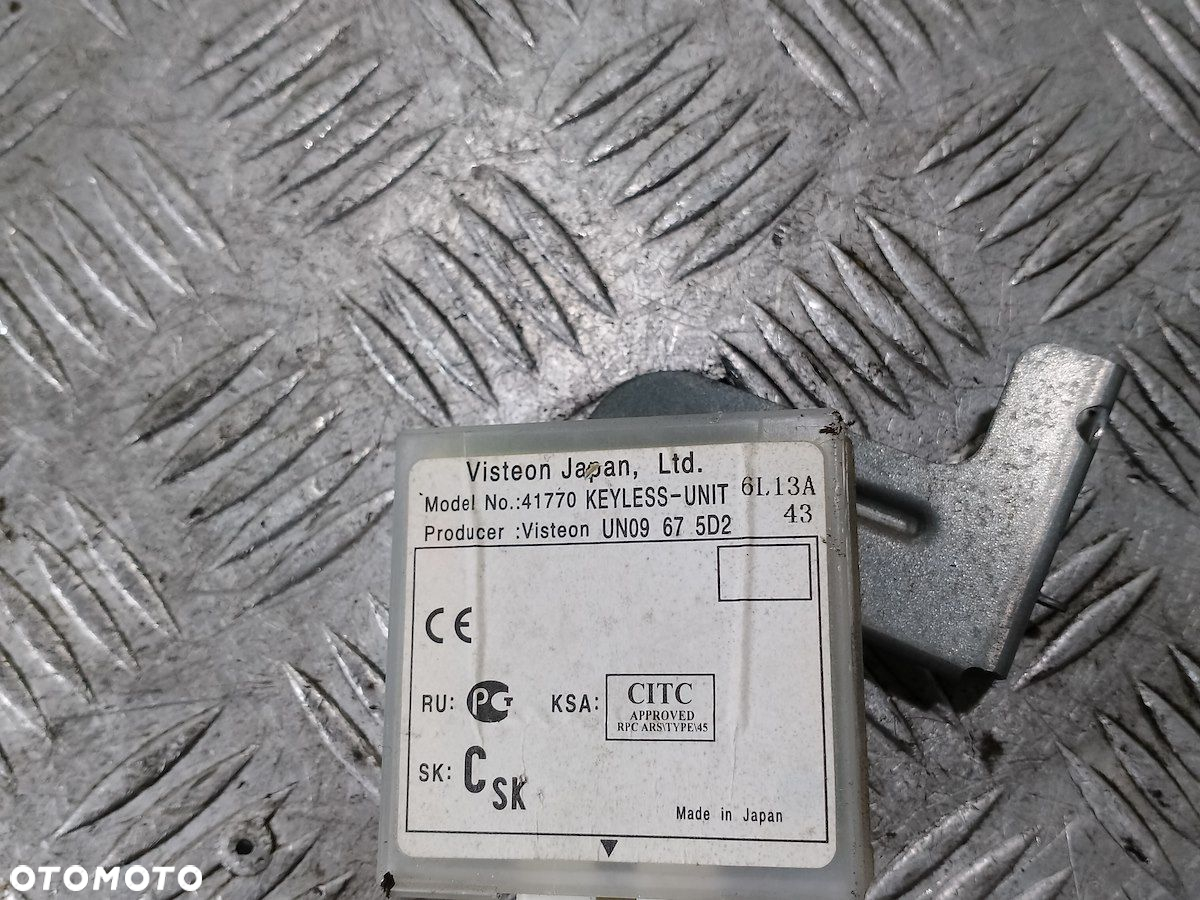 Visteon Japan, Ltd.
Model No.:41770 KEYLESS-UNIT 6L13A
Producer :Visteon UN09 67 5D2 43
CE
RU: PCT KSA: CITC
APPROVED
RPC ARS\TYPE\45
SK: CSK
Made in Japan
OTOMOTO